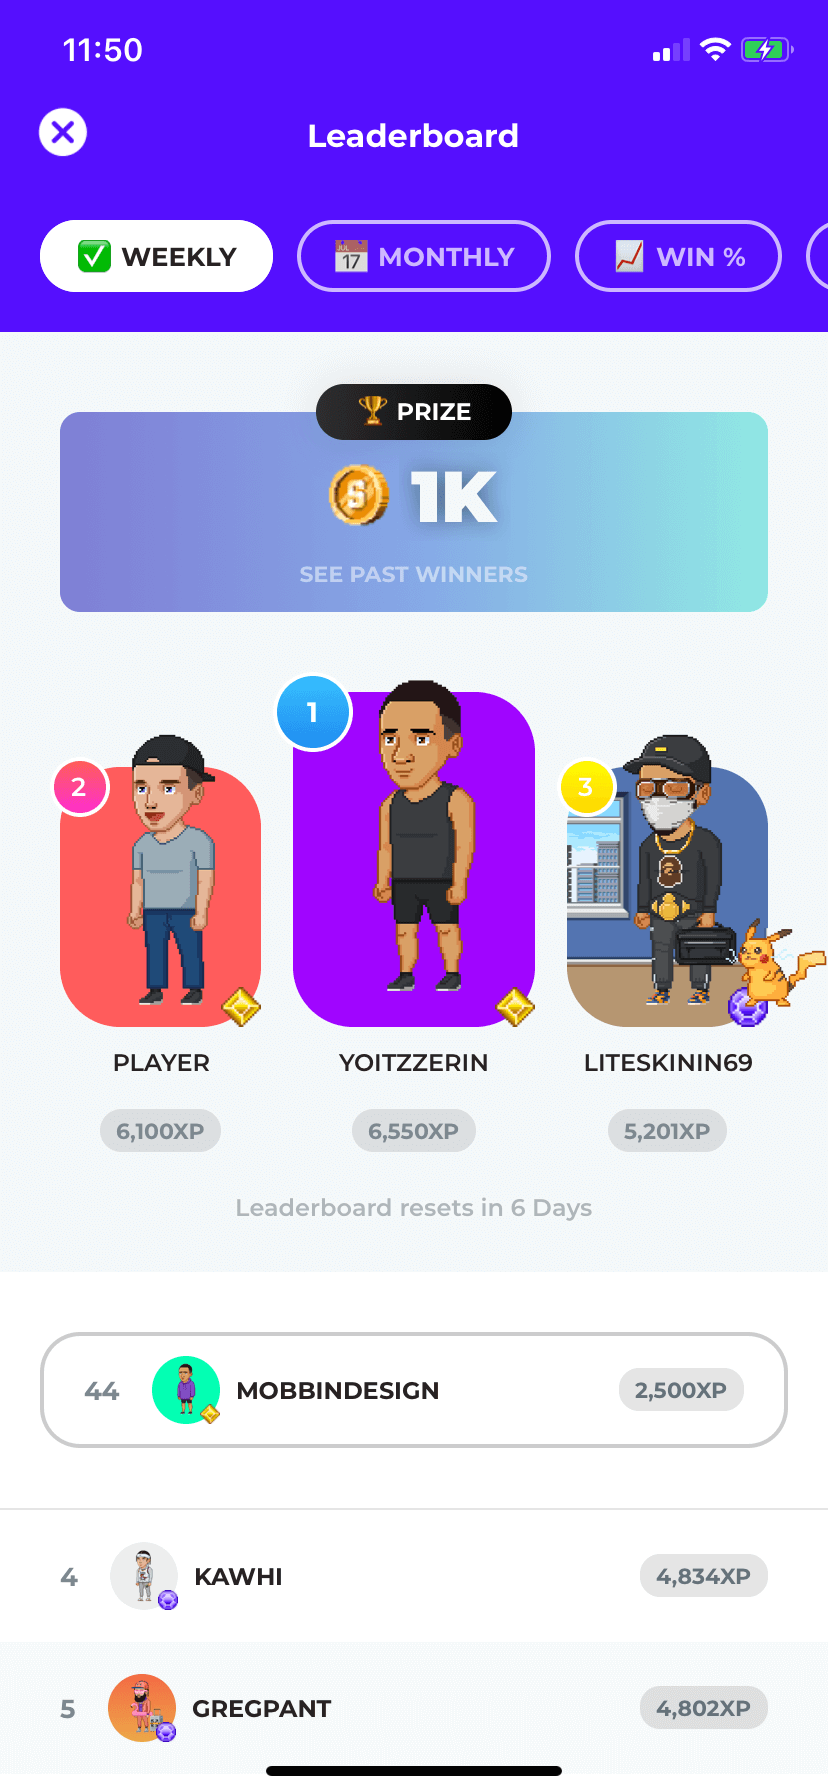 11:50
Leaderboard
✅ WEEKLY
JUL 17 MONTHLY
WIN %
PRIZE
1K
SEE PAST WINNERS
1
2
3
PLAYER
YOITZZERIN
LITESKININ69
6,100XP
6,550XP
5,201XP
Leaderboard resets in 6 Days
44 MOBBINDESIGN 2,500XP
4 KAWHI 4,834XP
5 GREGPANT 4,802XP